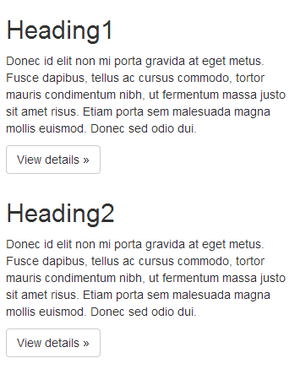 Heading1
Donec id elit non mi porta gravida at eget metus.
Fusce dapibus, tellus ac cursus commodo, tortor
mauris condimentum nibh, ut fermentum massa justo
sit amet risus. Etiam porta sem malesuada magna
mollis euismod. Donec sed odio dui.
View details »
Heading2
Donec id elit non mi porta gravida at eget metus.
Fusce dapibus, tellus ac cursus commodo, tortor
mauris condimentum nibh, ut fermentum massa justo
sit amet risus. Etiam porta sem malesuada magna
mollis euismod. Donec sed odio dui.
View details »